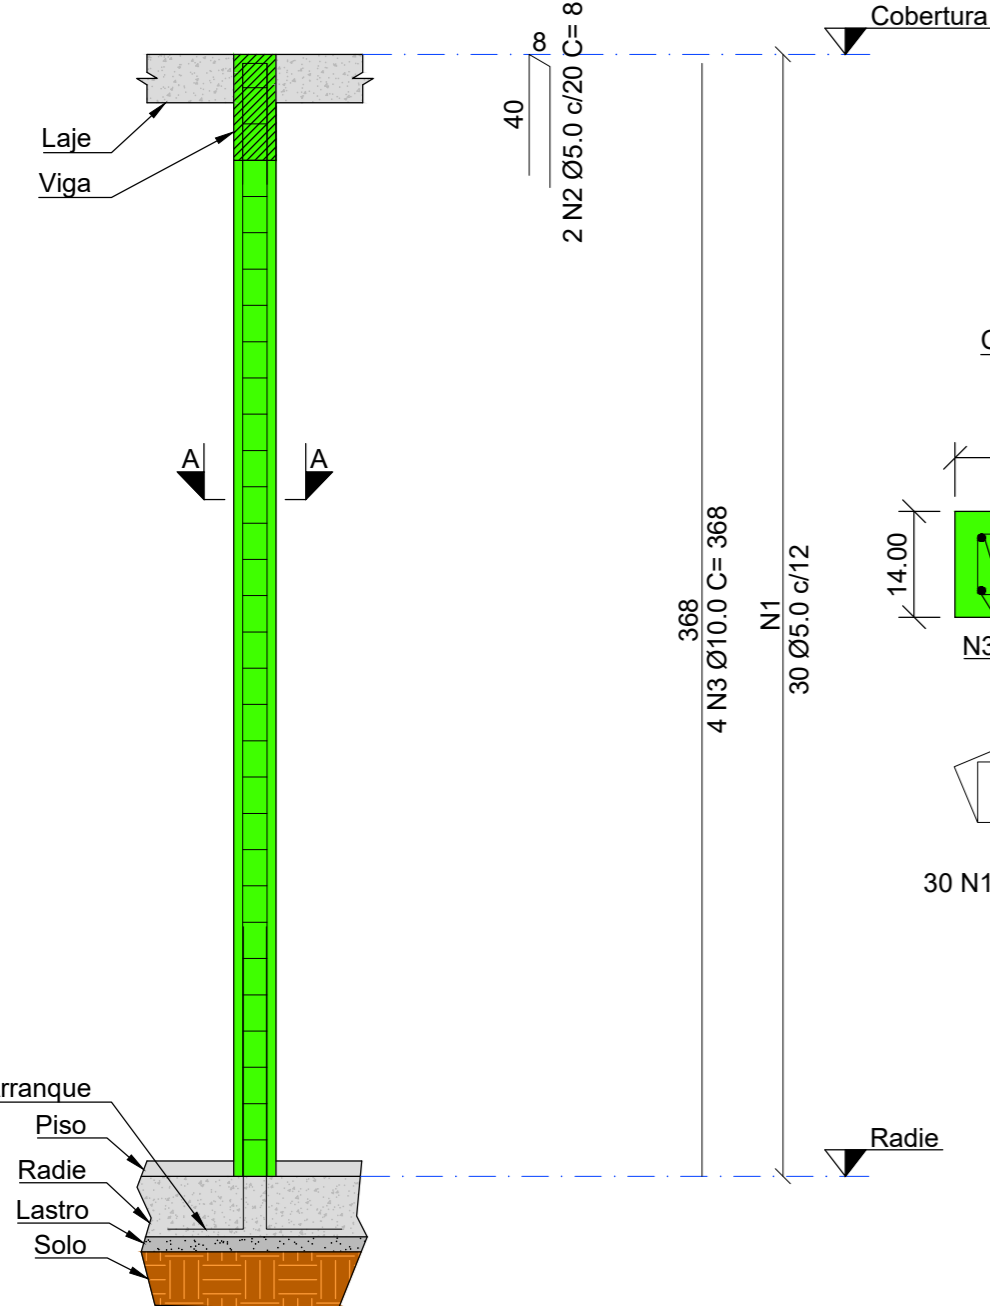 Cobertura
8
40
2 N2 Ø5.0 c/20 C= 8
Laje
Viga
A
A
368
4 N3 Ø10.0 C= 368
N1
30 Ø5.0 c/12
14.00
N3
30 N1
rranque
Piso
Radie
Lastro
Solo
Radie